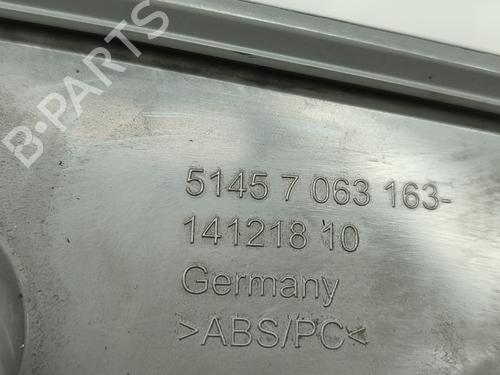 B-PARTS
5145 7 063 163-
141218 10
Germany
>ABS/PC<